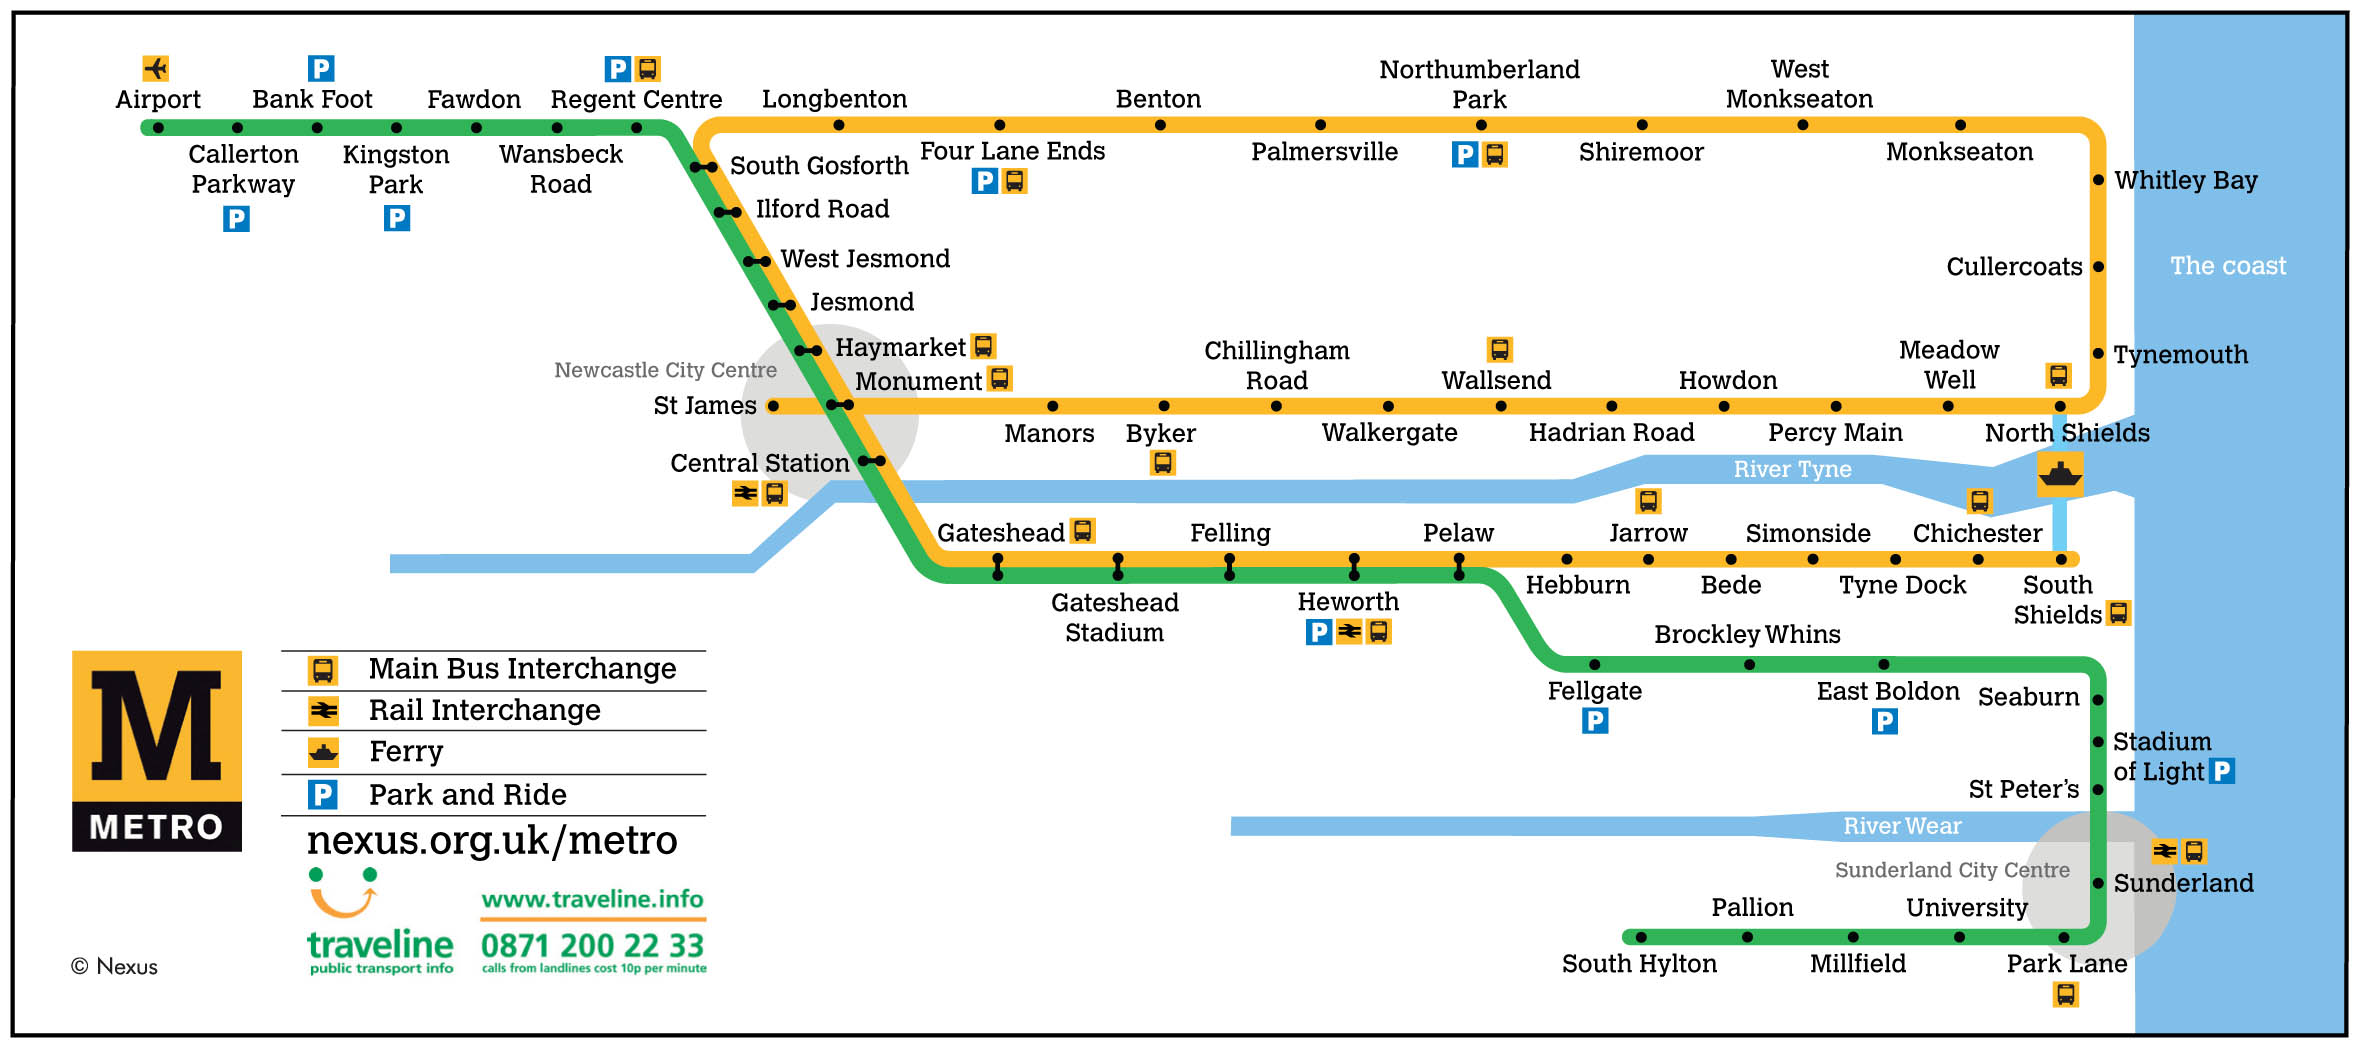 Airport
Bank Foot
Fawdon
Regent Centre
Callerton
Parkway
P
Kingston
Park
P
Wansbeck
Road
P
P
Longbenton
Benton
Northumberland
Park
P
West
Monkseaton
South Gosforth
Four Lane Ends
P
Palmersville
Shiremoor
Monkseaton
Ilford Road
Whitley Bay
West Jesmond
Cullercoats
The coast
Jesmond
Haymarket
Newcastle City Centre
Monument
Chillingham
Road
Wallsend
Howdon
Meadow
Well
Tynemouth
St James
Manors
Byker
Walkergate
Hadrian Road
Percy Main
North Shields
Central Station
River Tyne
Gateshead
Felling
Pelaw
Jarrow
Simonside
Chichester
Gateshead
Stadium
Heworth
P
Hebburn
Bede
Tyne Dock
South
Shields
Brockley Whins
Fellgate
P
East Boldon
P
Seaburn
Stadium
of Light P
St Peter's
River Wear
Sunderland City Centre
Sunderland
Pallion
University
South Hylton
Millfield
Park Lane
M
METRO
Main Bus Interchange
Rail Interchange
Ferry
P Park and Ride
nexus.org.uk/metro
traveline
public transport info
www.traveline.info
0871 200 22 33
calls from landlines cost 10p per minute
© Nexus